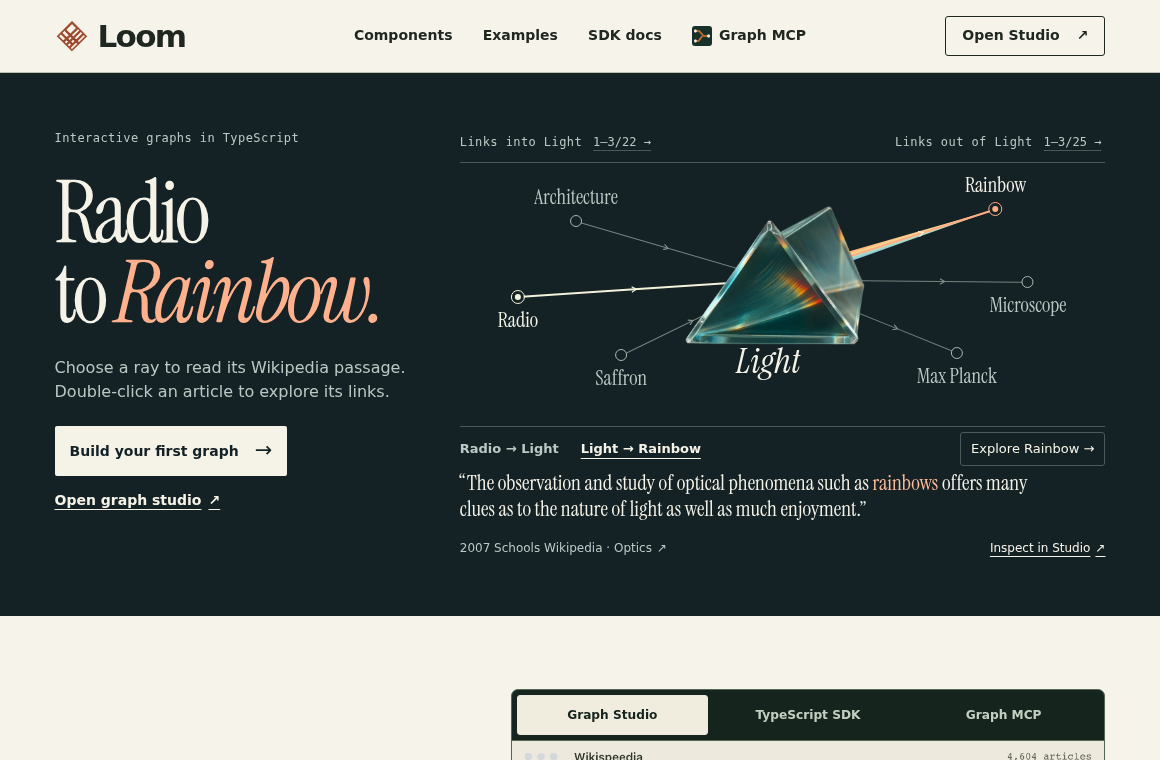 Loom
Components
Examples
SDK docs
Graph MCP
Open Studio ↗
Interactive graphs in TypeScript
Radio
to Rainbow.
Choose a ray to read its Wikipedia passage.
Double-click an article to explore its links.
Build your first graph →
Open graph studio ↗
Links into Light 1–3/22 →
Links out of Light 1–3/25 →
Architecture
Rainbow
Radio
Microscope
Saffron
Light
Max Planck
Radio → Light
Light → Rainbow
Explore Rainbow →
“The observation and study of optical phenomena such as rainbows offers many
clues as to the nature of light as well as much enjoyment.”
2007 Schools Wikipedia · Optics ↗
Inspect in Studio ↗
Graph Studio
TypeScript SDK
Graph MCP
Wikispeedia
4,604 articles